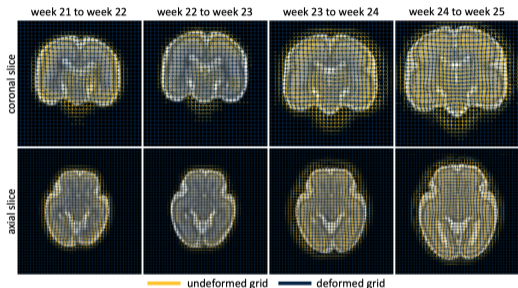 week 21 to week 22
week 22 to week 23
week 23 to week 24
week 24 to week 25
coronal slice
axial slice
undeformed grid
deformed grid